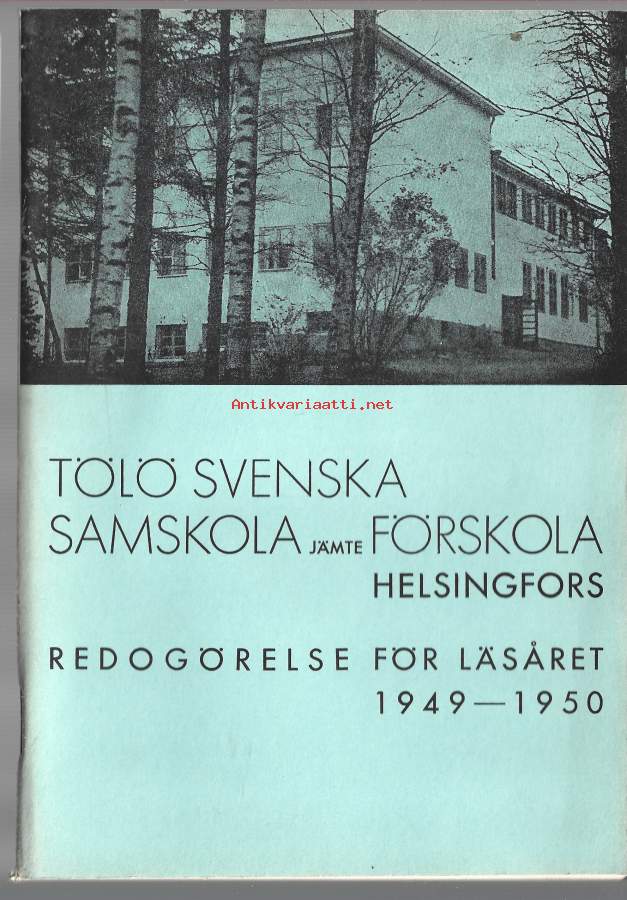 Antikvariaatti.net
TÖLÖ SVENSKA
SAMSKOLA JÄMTE FÖRSKOLA
HELSINGFORS
REDOGÖRELSE FÖR LÄSÅRET
1949—1950